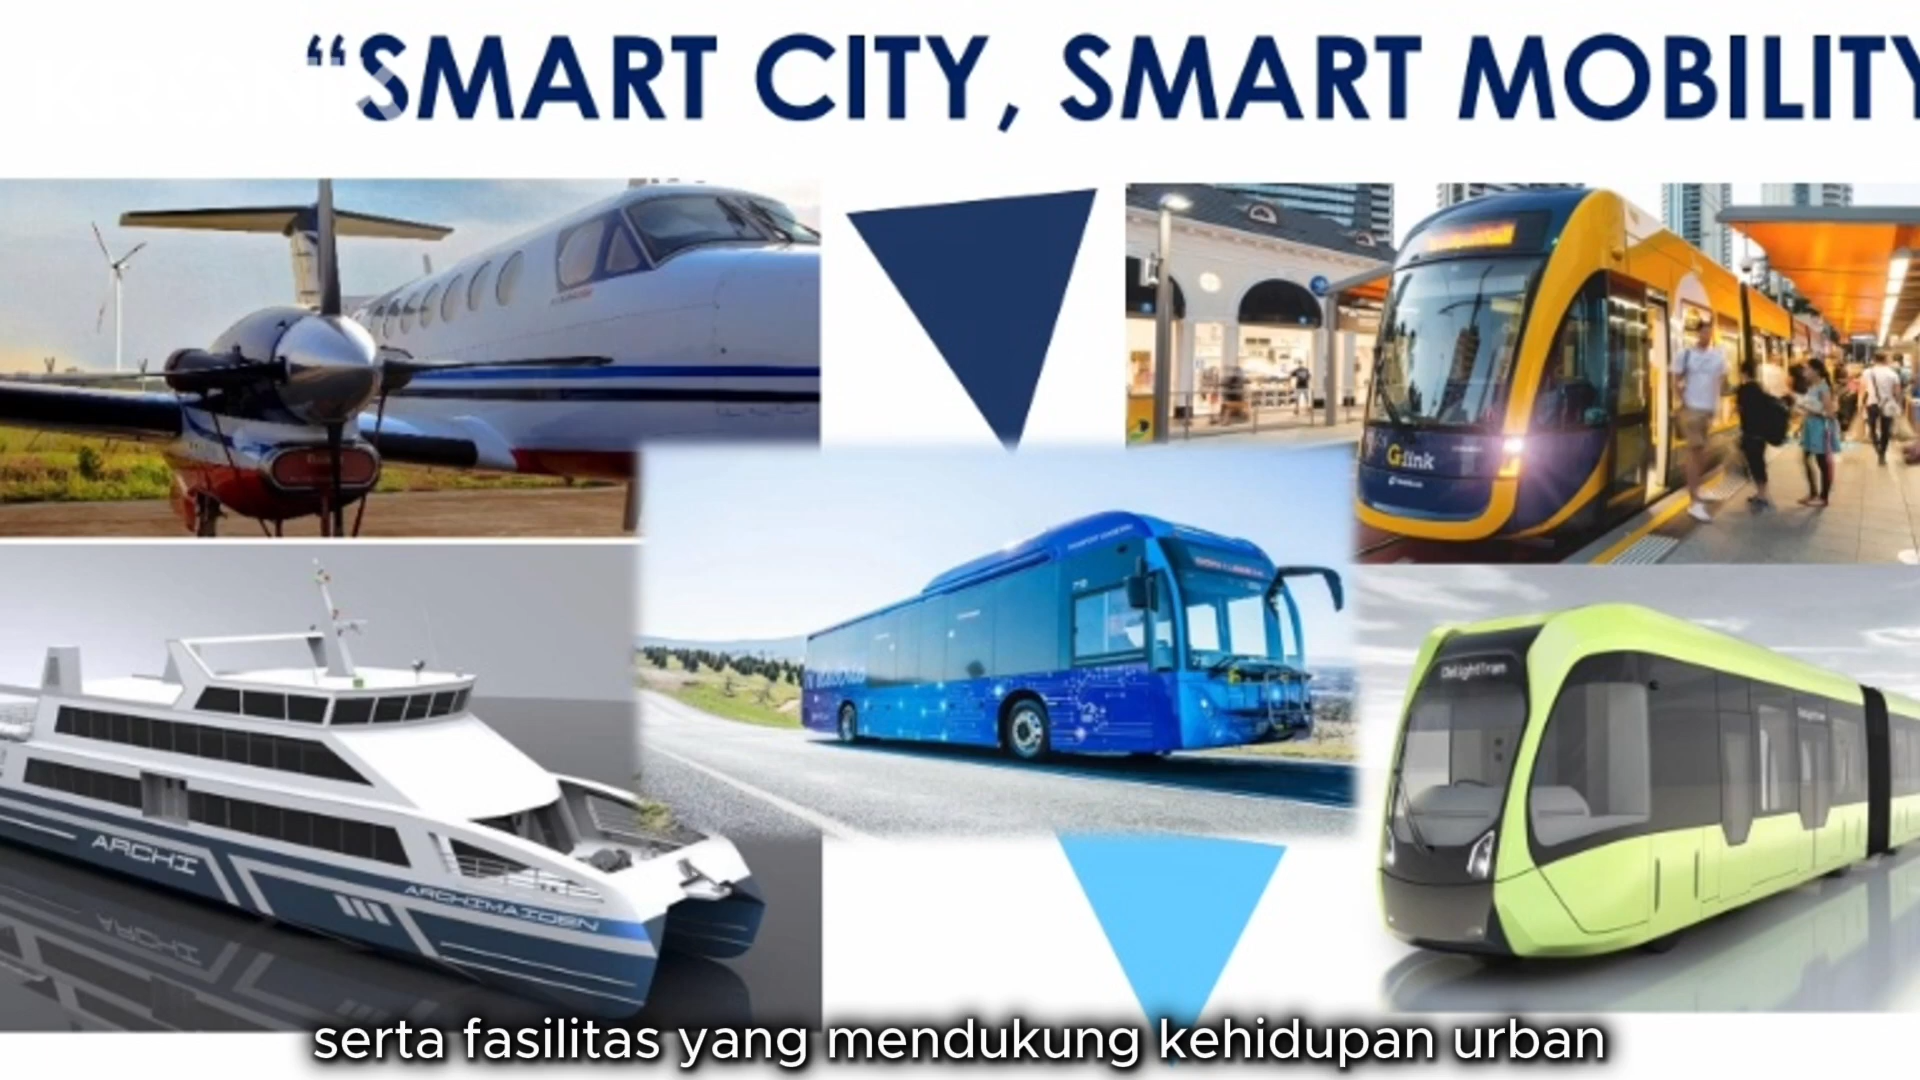 “SMART CITY, SMART MOBILITY
G:link
DeLightTram
ARCHI
ARCHIMAIDEN
serta fasilitas yang mendukung kehidupan urban